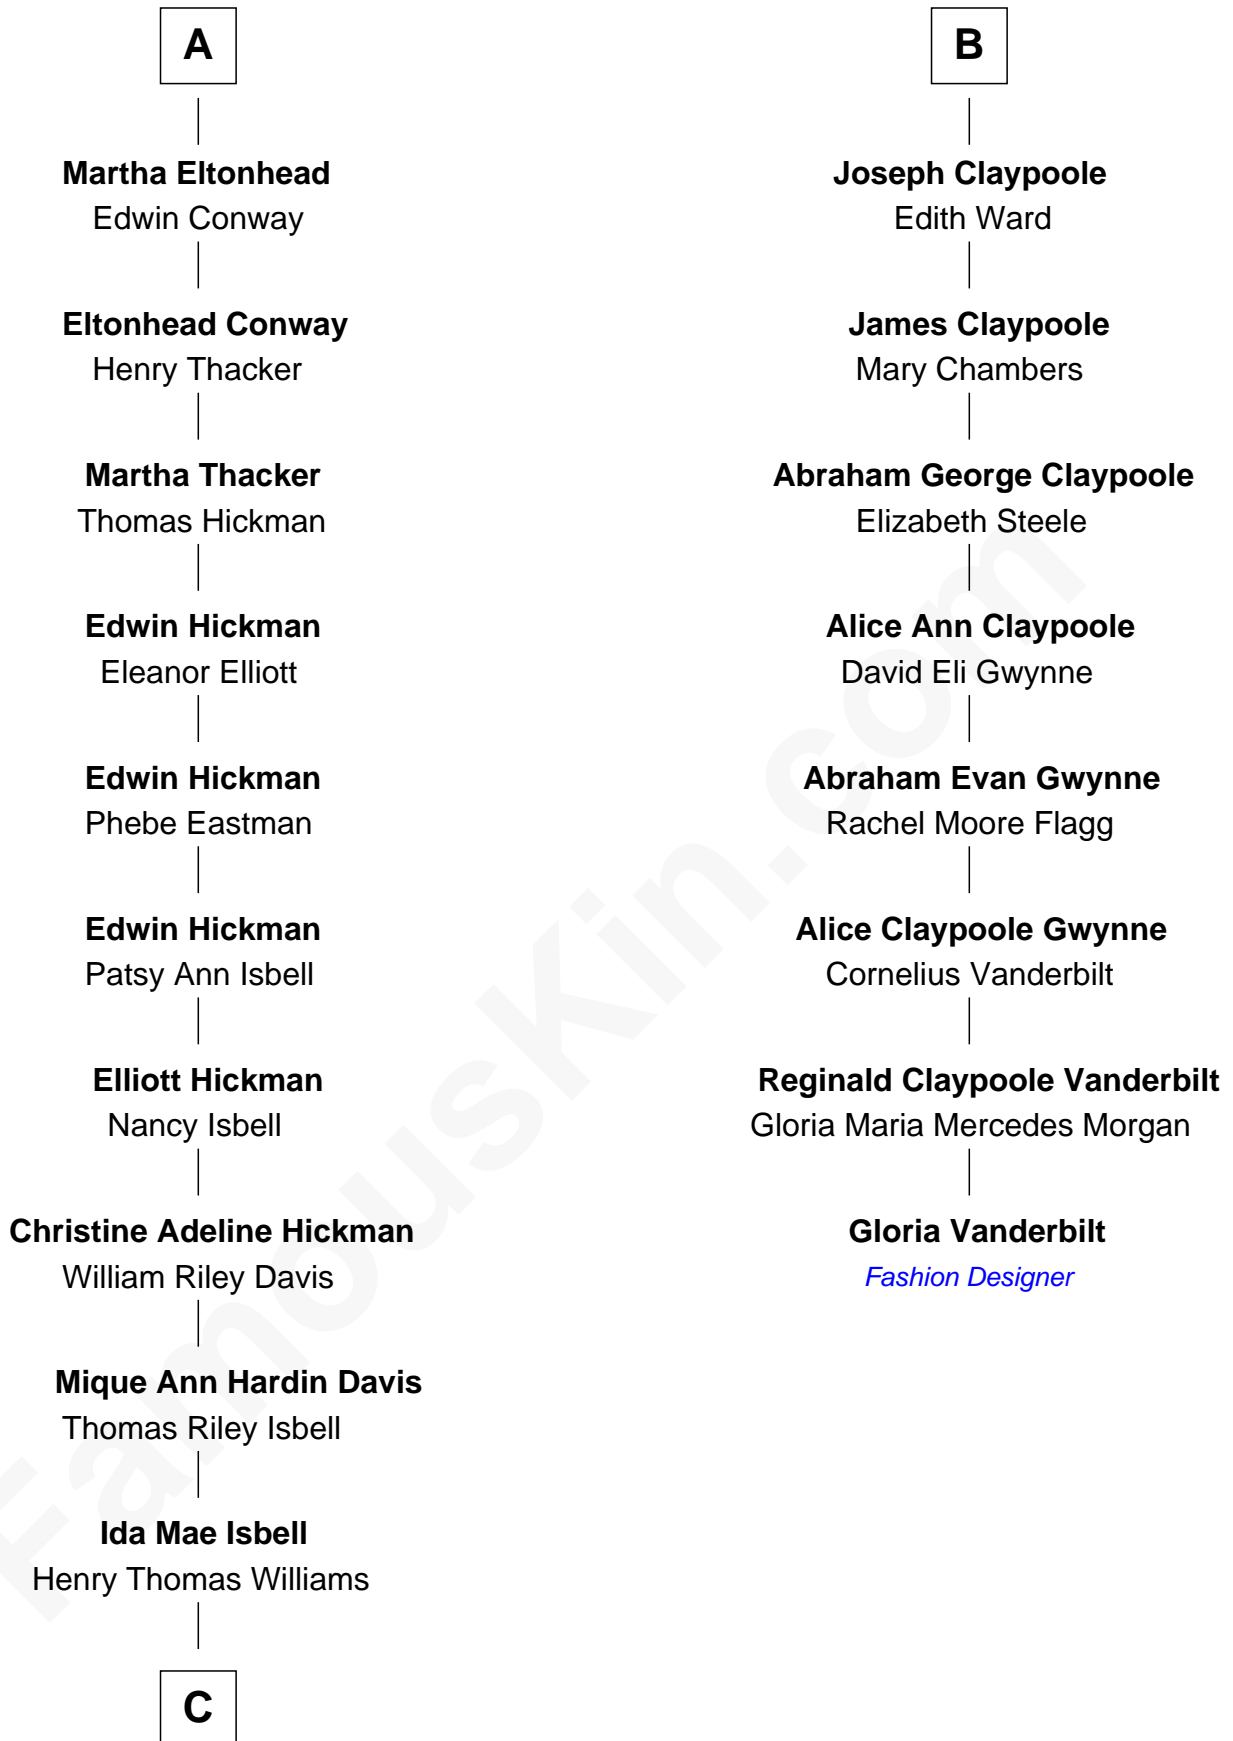 A
Martha Eltonhead
Edwin Conway
Eltonhead Conway
Henry Thacker
Martha Thacker
Thomas Hickman
Edwin Hickman
Eleanor Elliott
Edwin Hickman
Phebe Eastman
Edwin Hickman
Patsy Ann Isbell
Elliott Hickman
Nancy Isbell
Christine Adeline Hickman
William Riley Davis
Mique Ann Hardin Davis
Thomas Riley Isbell
Ida Mae Isbell
Henry Thomas Williams
C
B
Joseph Claypoole
Edith Ward
James Claypoole
Mary Chambers
Abraham George Claypoole
Elizabeth Steele
Alice Ann Claypoole
David Eli Gwynne
Abraham Evan Gwynne
Rachel Moore Flagg
Alice Claypoole Gwynne
Cornelius Vanderbilt
Reginald Claypoole Vanderbilt
Gloria Maria Mercedes Morgan
Gloria Vanderbilt
Fashion Designer
FamousKin.com